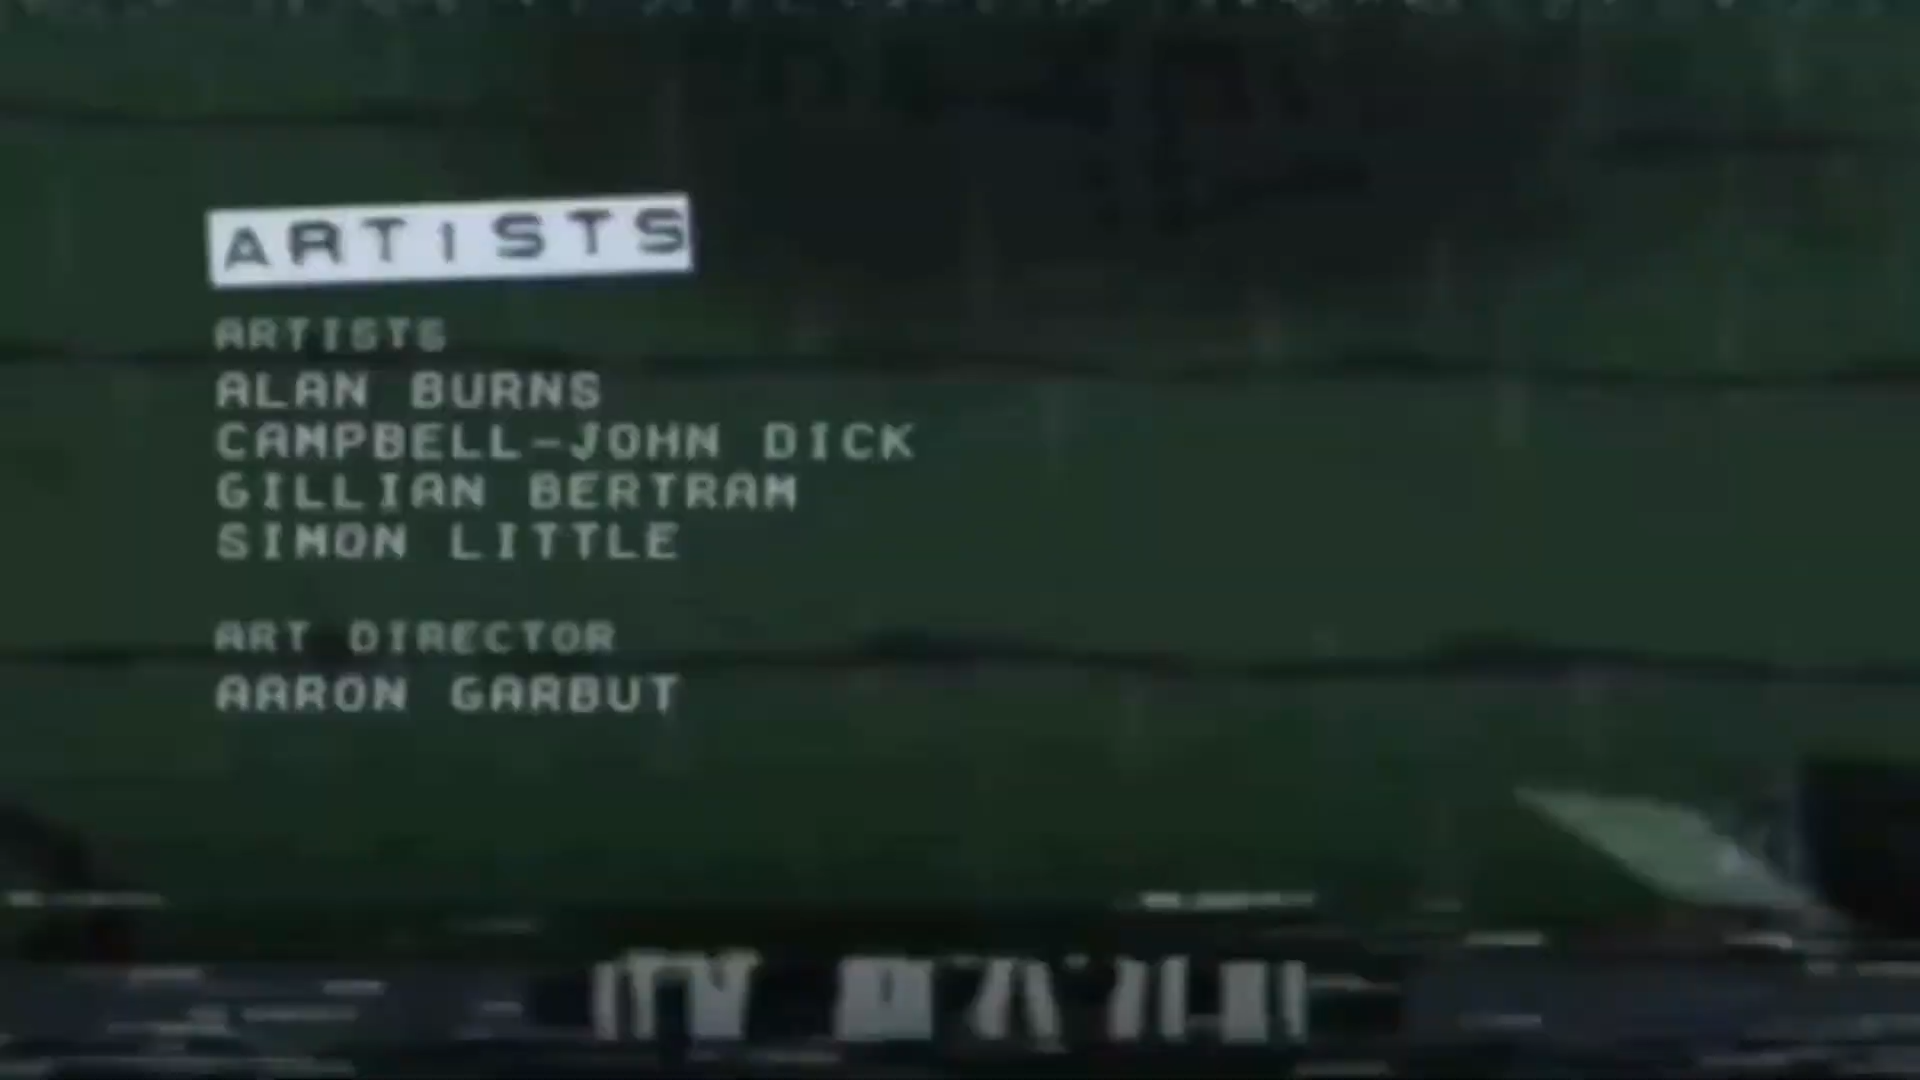 ARTISTS
ARTISTS
ALAN BURNS
CAMPBELL-JOHN DICK
GILLIAN BERTRAM
SIMON LITTLE
ART DIRECTOR
AARON GARBUT